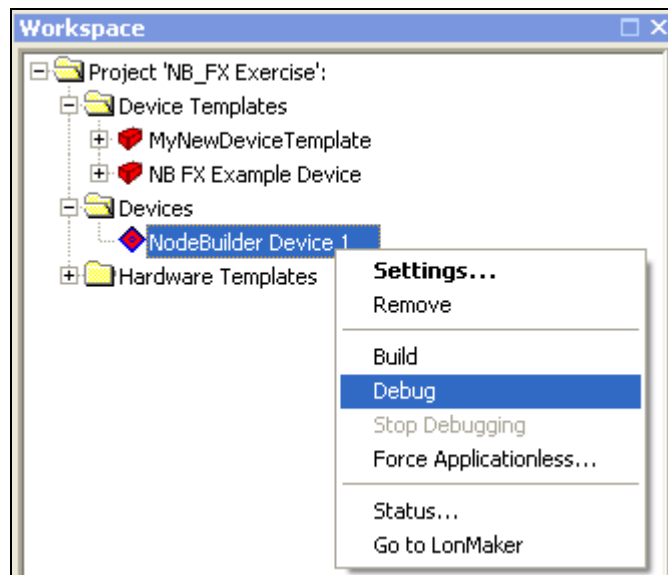 Workspace
Project 'NB_FX Exercise':
Device Templates
MyNewDeviceTemplate
NB FX Example Device
Devices
NodeBuilder Device 1
Hardware Templates
Settings...
Remove
Build
Debug
Stop Debugging
Force Applicationless...
Status...
Go to LonMaker